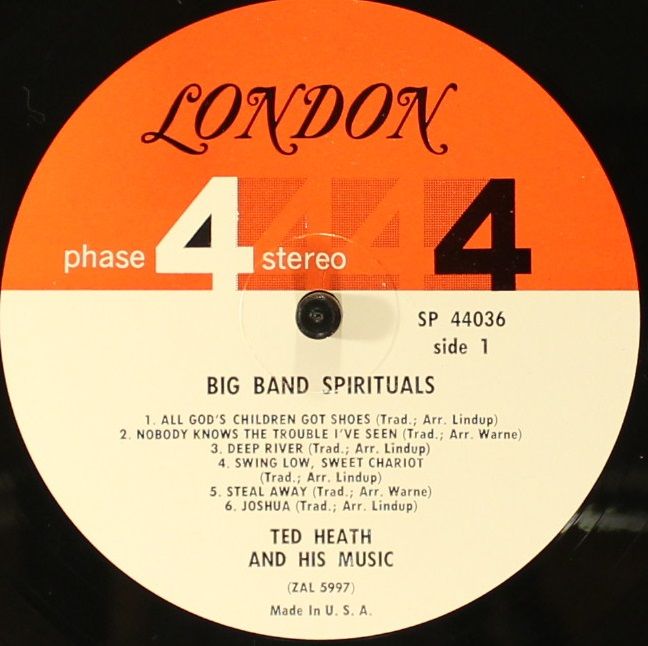 LONDON
phase 4 stereo 4 4 4
SP 44036
side 1
BIG BAND SPIRITUALS
1. ALL GOD'S CHILDREN GOT SHOES (Trad.; Arr. Lindup)
2. NOBODY KNOWS THE TROUBLE I'VE SEEN (Trad.; Arr. Warne)
3. DEEP RIVER (Trad.; Arr. Lindup)
4. SWING LOW, SWEET CHARIOT
(Trad.; Arr. Lindup)
5. STEAL AWAY (Trad.; Arr. Warne)
6. JOSHUA (Trad.; Arr. Lindup)
TED HEATH
AND HIS MUSIC
(ZAL 5997)
Made In U. S. A.